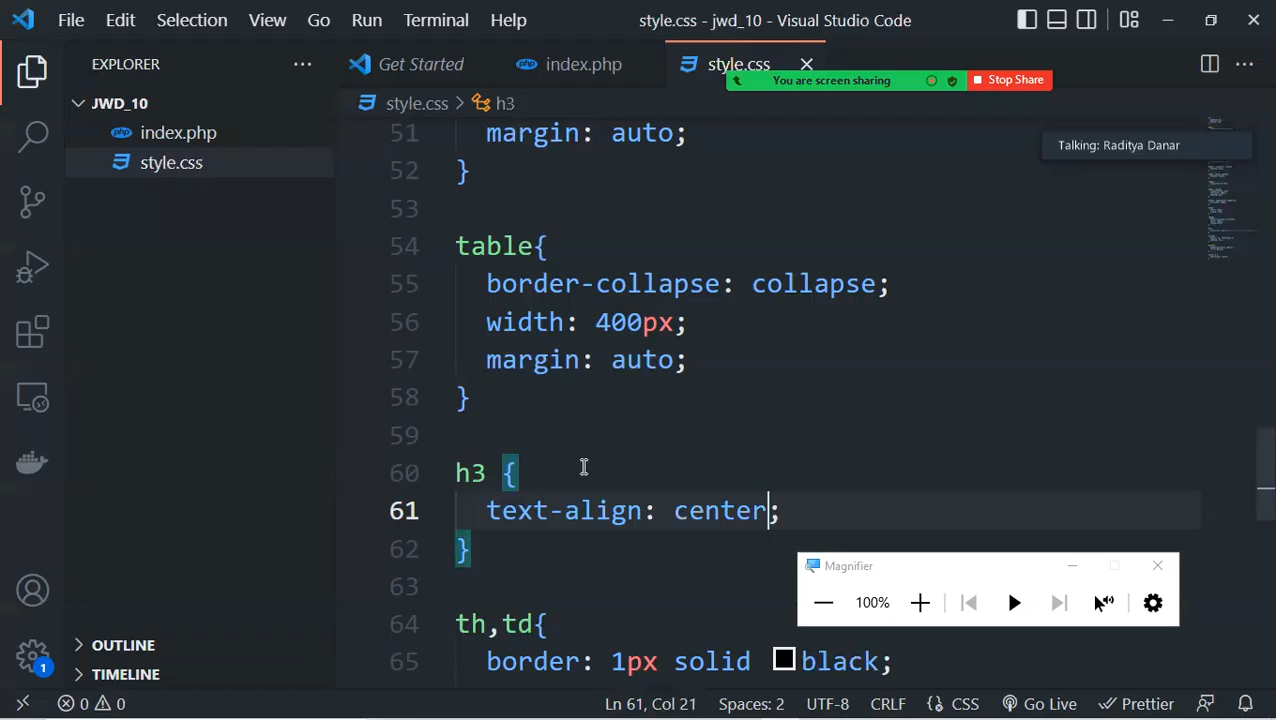 File Edit Selection View Go Run Terminal Help style.css - jwd_10 - Visual Studio Code
EXPLORER
Get Started index.php style.css
You are screen sharing Stop Share
Talking: Raditya Danar
JWD_10
index.php
style.css
style.css > h3
51 margin: auto;
52 }
53
54 table{
55 border-collapse: collapse;
56 width: 400px;
57 margin: auto;
58 }
59
60 h3 {
61 text-align: center;
62 }
63
64 th,td{
65 border: 1px solid black;
Magnifier
100%
OUTLINE
TIMELINE
1
0 0 Ln 61, Col 21 Spaces: 2 UTF-8 CRLF {} CSS Go Live Prettier